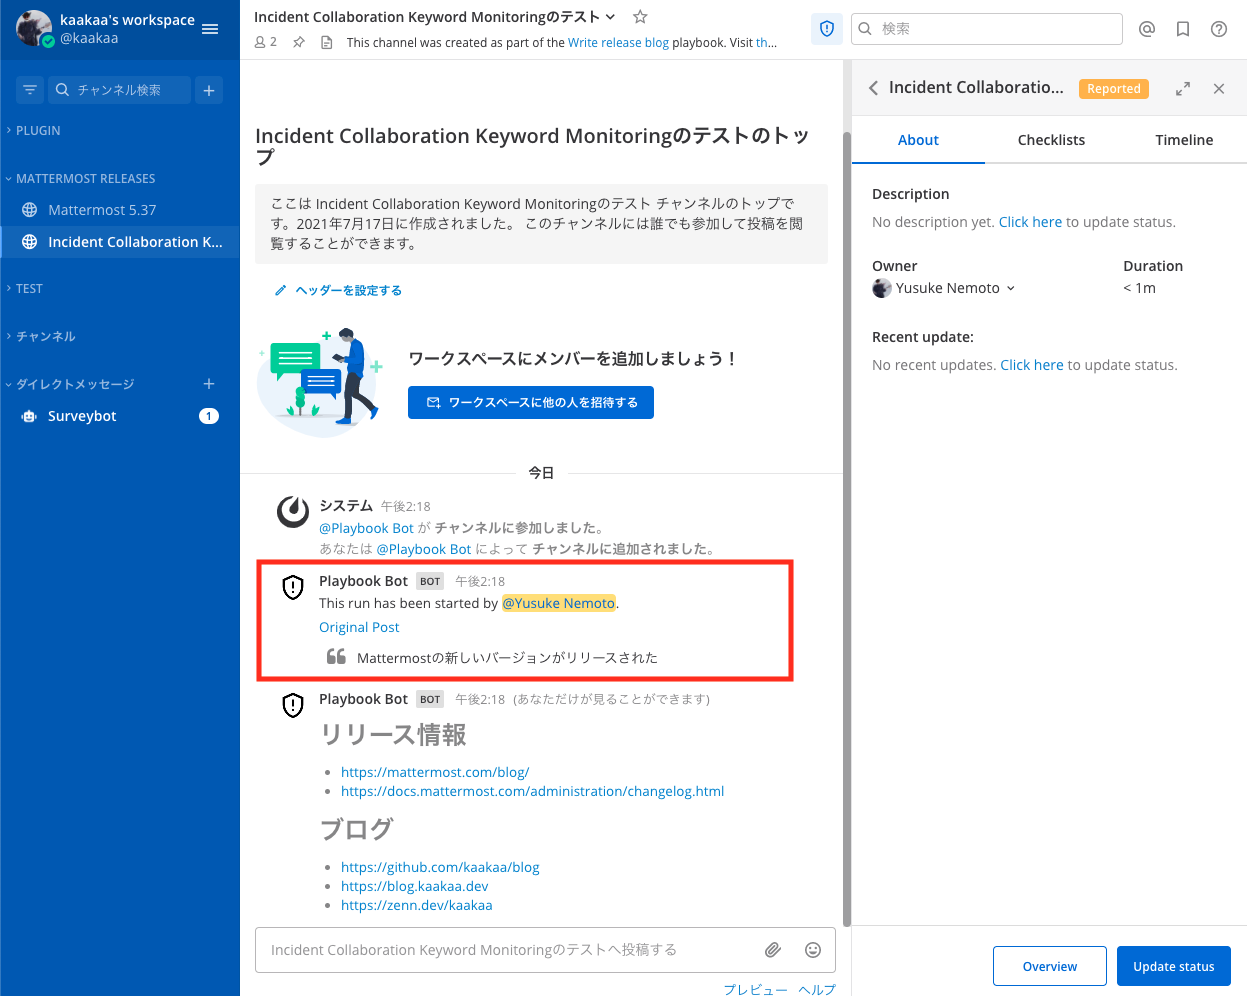 kaakaa's workspace
@kaakaa
チャンネル検索
PLUGIN
MATTERMOST RELEASES
Mattermost 5.37
Incident Collaboration K...
TEST
チャンネル
ダイレクトメッセージ
Surveybot
1
Incident Collaboration Keyword Monitoringのテスト
2
This channel was created as part of the Write release blog playbook. Visit th...
検索
Incident Collaboration Keyword Monitoringのテストのトッ
プ
ここは Incident Collaboration Keyword Monitoringのテスト チャンネルのトップで
す。2021年7月17日に作成されました。 このチャンネルには誰でも参加して投稿を閲
覧することができます。
ヘッダーを設定する
ワークスペースにメンバーを追加しましょう！
ワークスペースに他の人を招待する
今日
システム 午後2:18
@Playbook Bot が チャンネルに参加しました。
あなたは @Playbook Bot によって チャンネルに追加されました。
Playbook Bot BOT 午後2:18
This run has been started by @Yusuke Nemoto.
Original Post
Mattermostの新しいバージョンがリリースされた
Playbook Bot BOT 午後2:18 (あなただけが見ることができます)
リリース情報
https://mattermost.com/blog/
https://docs.mattermost.com/administration/changelog.html
ブログ
https://github.com/kaakaa/blog
https://blog.kaakaa.dev
https://zenn.dev/kaakaa
Incident Collaboration Keyword Monitoringのテストへ投稿する
プレビュー ヘルプ
Incident Collaboratio... Reported
About Checklists Timeline
Description
No description yet. Click here to update status.
Owner Duration
Yusuke Nemoto < 1m
Recent update:
No recent updates. Click here to update status.
Overview Update status